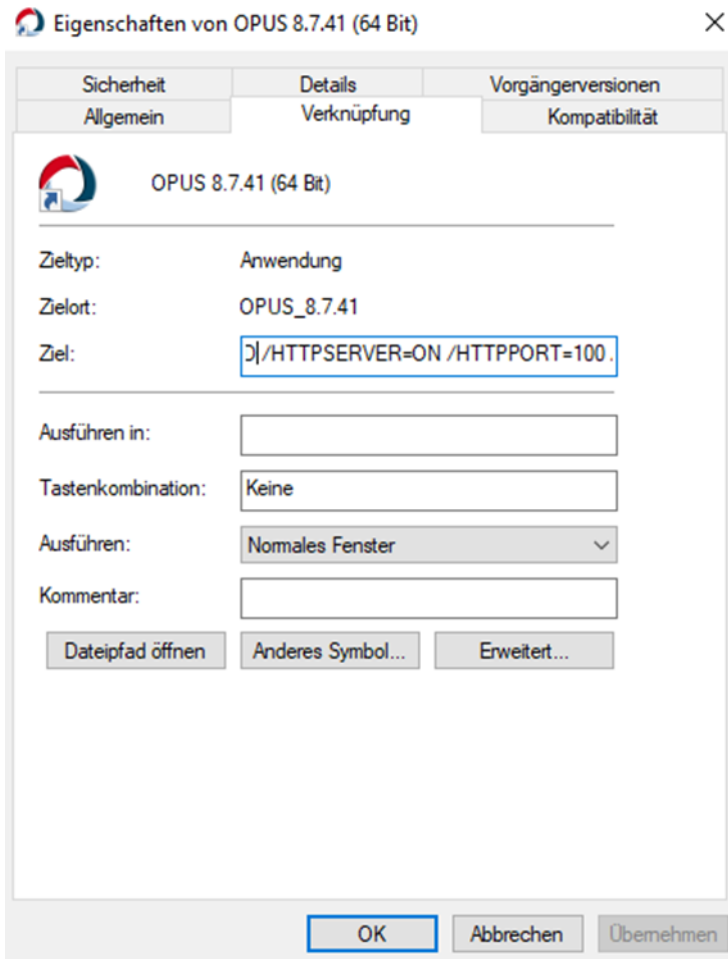 Eigenschaften von OPUS 8.7.41 (64 Bit)
Sicherheit Details Vorgängerversionen
Allgemein Verknüpfung Kompatibilität
OPUS 8.7.41 (64 Bit)
Zieltyp: Anwendung
Zielort: OPUS_8.7.41
Ziel: /HTTPSERVER=ON /HTTPPORT=100
Ausführen in:
Tastenkombination: Keine
Ausführen: Normales Fenster
Kommentar:
Dateipfad öffnen Anderes Symbol... Erweitert...
OK Abbrechen Übernehmen